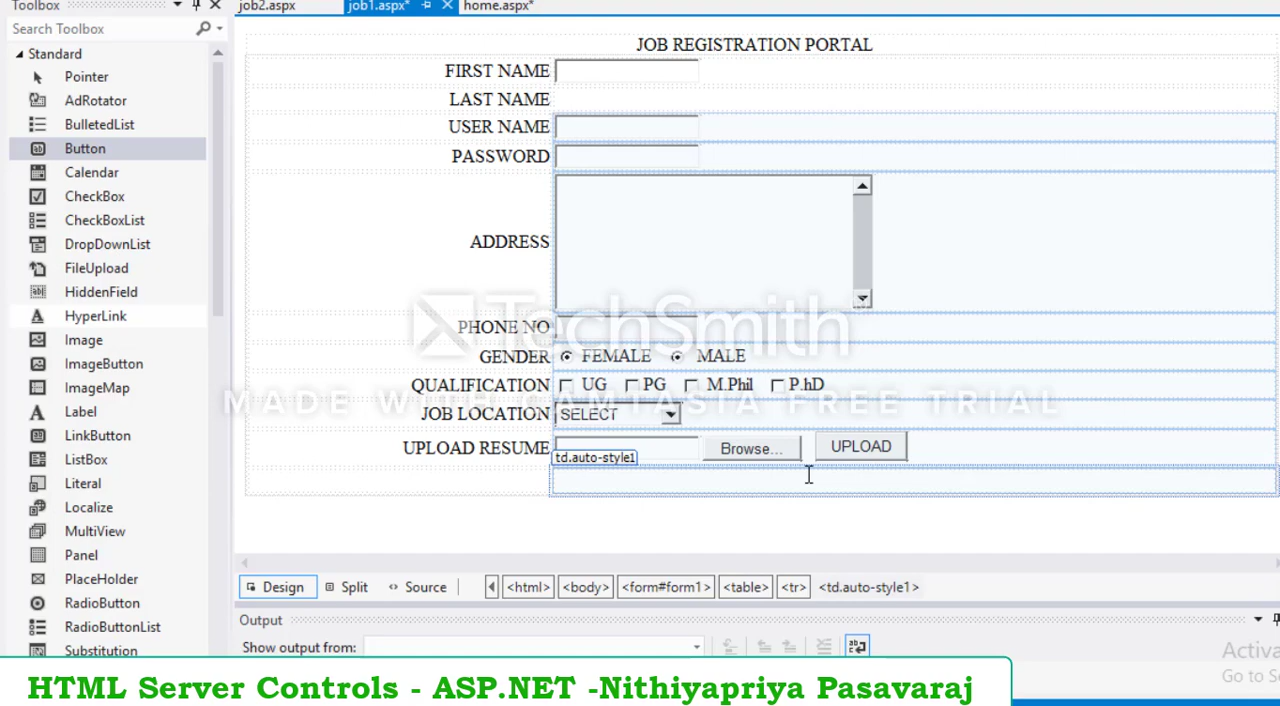 Toolbox
job2.aspx
job1.aspx*
home.aspx*
Search Toolbox
Standard
Pointer
AdRotator
BulletedList
Button
Calendar
CheckBox
CheckBoxList
DropDownList
FileUpload
HiddenField
HyperLink
Image
ImageButton
ImageMap
Label
LinkButton
ListBox
Literal
Localize
MultiView
Panel
PlaceHolder
RadioButton
RadioButtonList
Substitution
JOB REGISTRATION PORTAL
FIRST NAME
LAST NAME
USER NAME
PASSWORD
ADDRESS
PHONE NO
GENDER FEMALE MALE
QUALIFICATION UG PG M.Phil P.hD
JOB LOCATION SELECT
UPLOAD RESUME Browse... UPLOAD
td.auto-style1
TechSmith
MADE WITH CAMTASIA FREE TRIAL
Design Split Source <html> <body> <form#form1> <table> <tr> <td.auto-style1>
Output
Show output from:
Activa
Go to Se
HTML Server Controls - ASP.NET -Nithiyapriya Pasavaraj